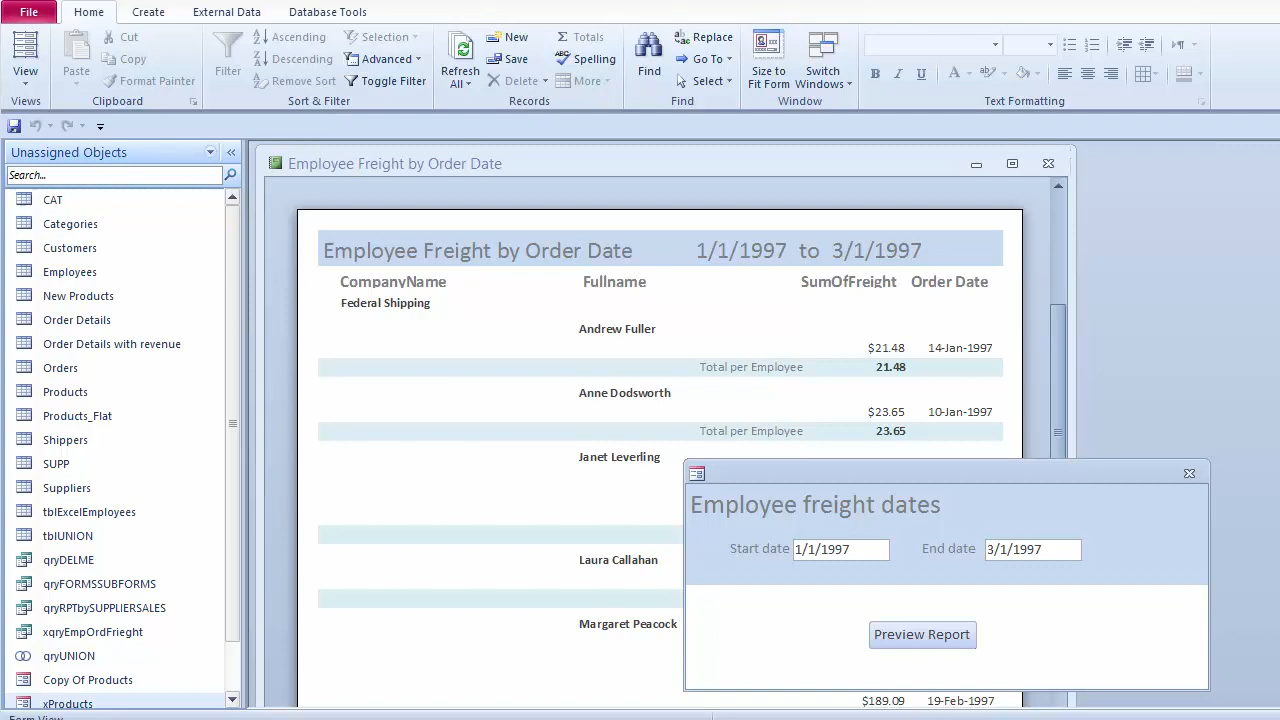 File Home Create External Data Database Tools
View
Views
Paste
Cut
Copy
Format Painter
Clipboard
Filter
Ascending
Descending
Remove Sort
Selection
Advanced
Toggle Filter
Sort & Filter
Refresh
All
New
Save
Delete
Totals
Spelling
More
Records
Find
Replace
Go To
Select
Find
Size to
Fit Form
Switch
Windows
Window
B I U
A
ab
Text Formatting
Unassigned Objects
Search...
CAT
Categories
Customers
Employees
New Products
Order Details
Order Details with revenue
Orders
Products
Products_Flat
Shippers
SUPP
Suppliers
tblExcelEmployees
tblUNION
qryDELME
qryFORMSSUBFORMS
qryRPTbySUPPLIERSALES
xqryEmpOrdFrieght
qryUNION
Copy Of Products
xProducts
Employee Freight by Order Date
Employee Freight by Order Date 1/1/1997 to 3/1/1997
CompanyName Fullname SumOfFreight Order Date
Federal Shipping
Andrew Fuller
$21.48 14-Jan-1997
Total per Employee 21.48
Anne Dodsworth
$23.65 10-Jan-1997
Total per Employee 23.65
Janet Leverling
Laura Callahan
Margaret Peacock
$189.09 19-Feb-1997
Employee freight dates
Start date 1/1/1997 End date 3/1/1997
Preview Report
Form View